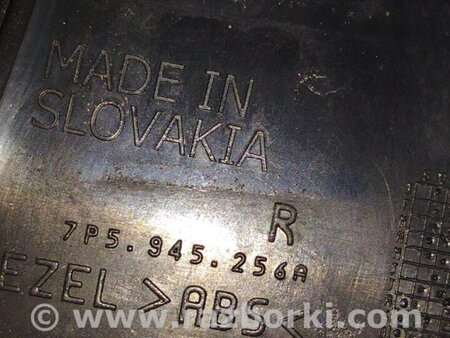 MADE IN
SLOVAKIA
R
7P5.945.256A
EZEL >ABS<
© www.razborki.com